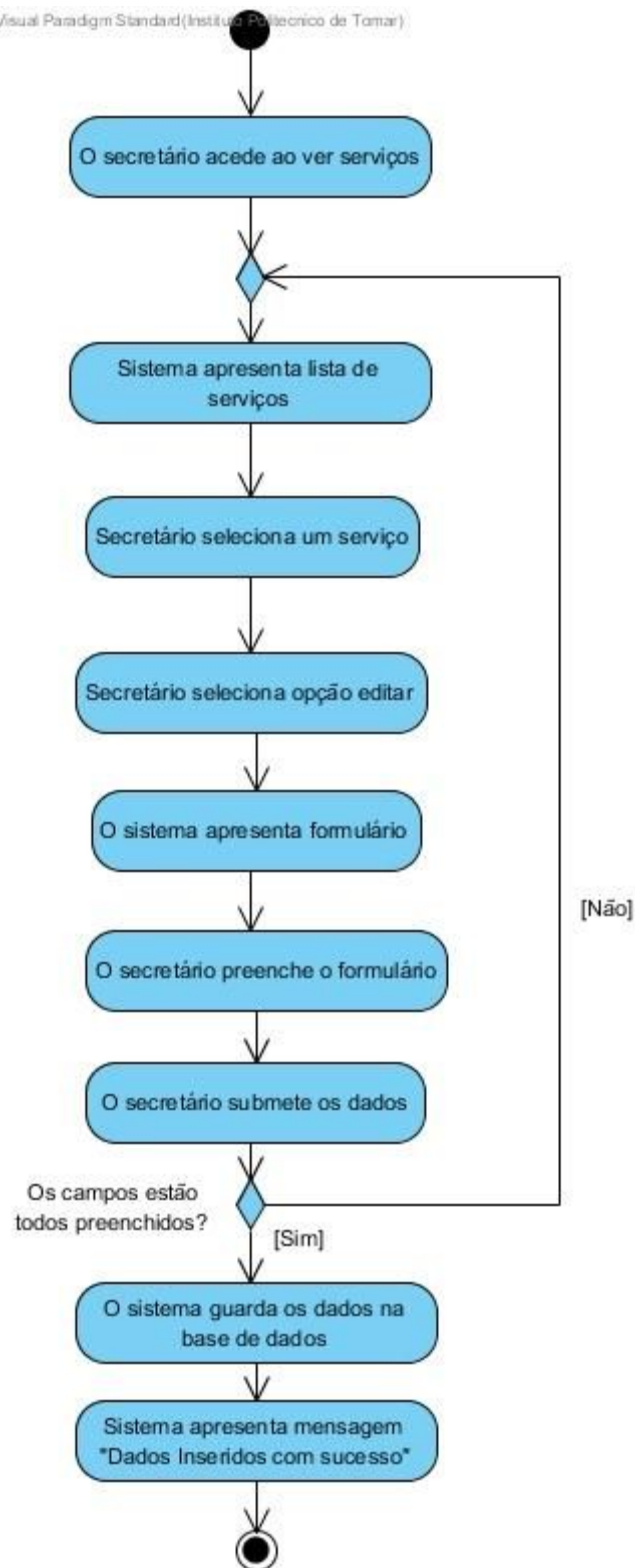 Visual Paradigm Standard(Instituto Politecnico de Tomar)
O secretário acede ao ver serviços
Sistema apresenta lista de
serviços
Secretário seleciona um serviço
Secretário seleciona opção editar
O sistema apresenta formulário
[Não]
O secretário preenche o formulário
O secretário submete os dados
Os campos estão
todos preenchidos?
[Sim]
O sistema guarda os dados na
base de dados
Sistema apresenta mensagem
"Dados Inseridos com sucesso"